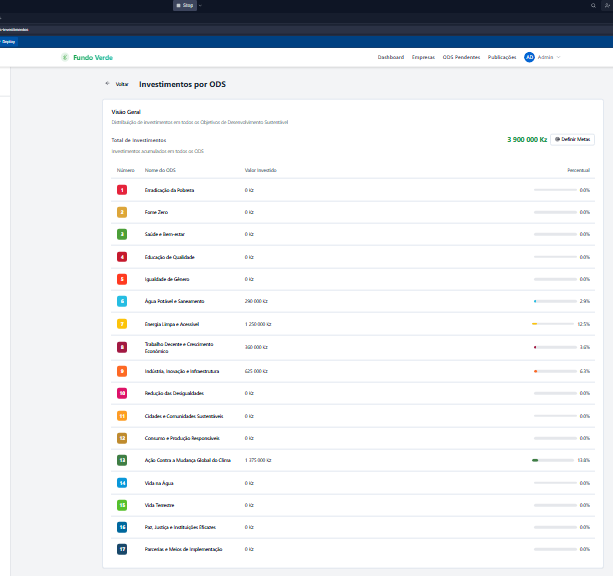 Shop
Deploy
Fundo Verde
Dashboard Empresas ODS Pendentes Publicações AD Admin
Voltar Investimentos por ODS
Visão Geral
Distribuição de investimentos em todos os Objetivos de Desenvolvimento Sustentável
Total de Investimentos 3 900 000 Kz Definir Metas
Investimentos acumulados em todos os ODS
Número Nome do ODS Valor Investido Percentual
1 Erradicação da Pobreza 0 Kz 0.0%
2 Fome Zero 0 Kz 0.0%
3 Saúde e Bem-estar 0 Kz 0.0%
4 Educação de Qualidade 0 Kz 0.0%
5 Igualdade de Gênero 0 Kz 0.0%
6 Água Potável e Saneamento 290 000 Kz 2.9%
7 Energia Limpa e Acessível 1 250 000 Kz 12.5%
8 Trabalho Decente e Crescimento
Econômico 360 000 Kz 3.6%
9 Indústria, Inovação e Infraestrutura 625 000 Kz 6.3%
10 Redução das Desigualdades 0 Kz 0.0%
11 Cidades e Comunidades Sustentáveis 0 Kz 0.0%
12 Consumo e Produção Responsáveis 0 Kz 0.0%
13 Ação Contra a Mudança Global do Clima 1 375 000 Kz 13.8%
14 Vida na Água 0 Kz 0.0%
15 Vida Terrestre 0 Kz 0.0%
16 Paz, Justiça e Instituições Eficazes 0 Kz 0.0%
17 Parcerias e Meios de Implementação 0 Kz 0.0%